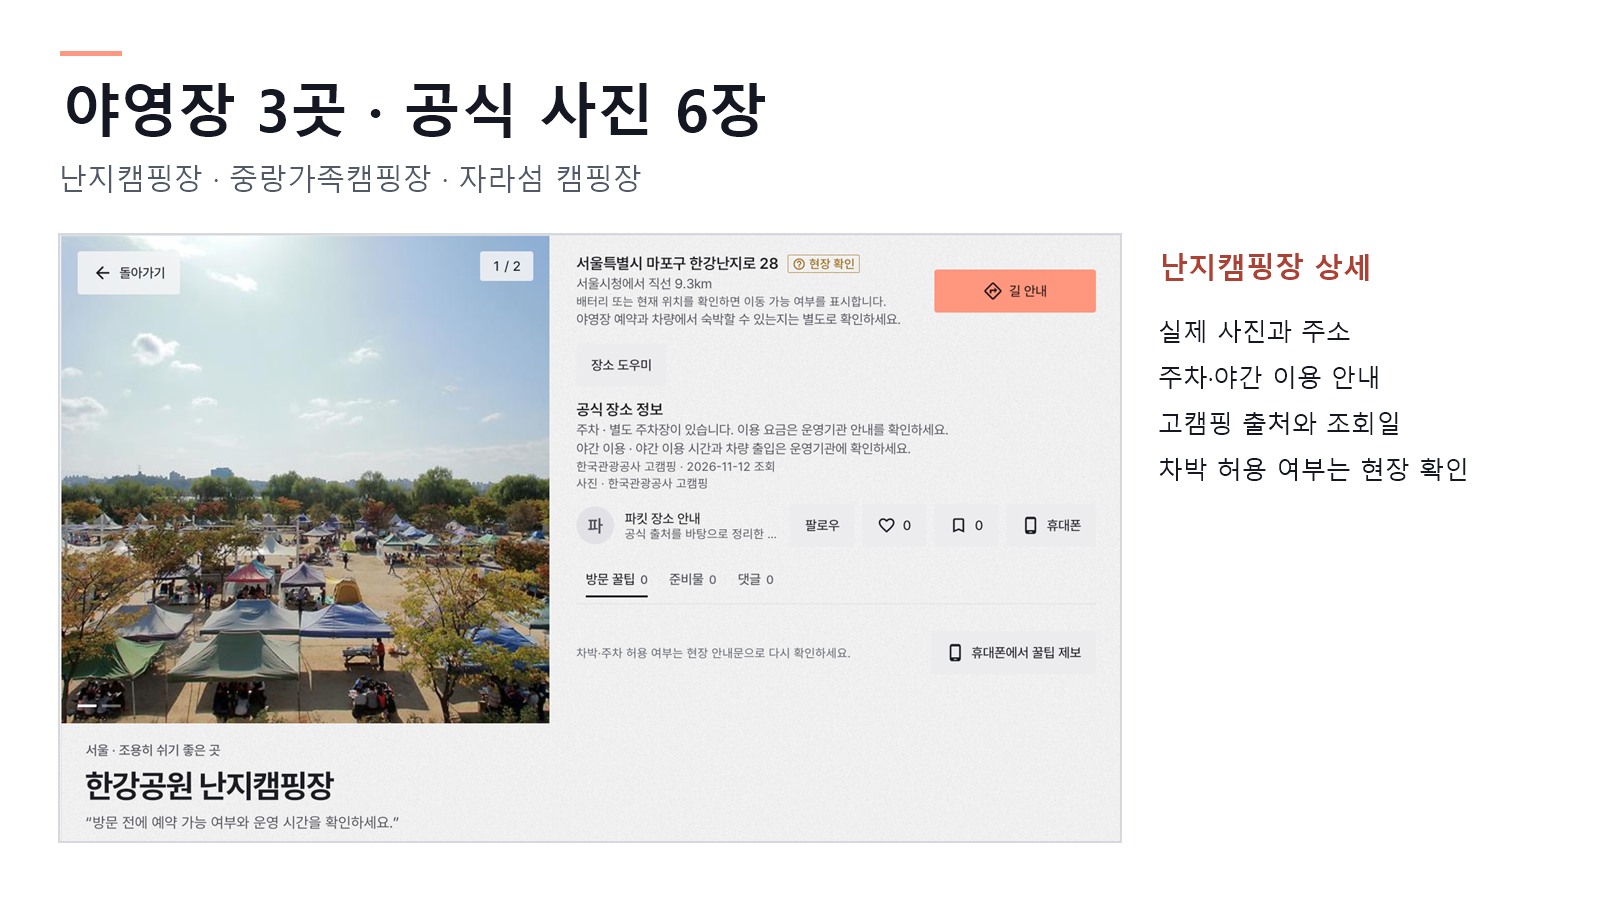 야영장 3곳 · 공식 사진 6장
난지캠핑장 · 중랑가족캠핑장 · 자라섬 캠핑장
돌아가기
1 / 2
서울 · 조용히 쉬기 좋은 곳
한강공원 난지캠핑장
“방문 전에 예약 가능 여부와 운영 시간을 확인하세요.”
서울특별시 마포구 한강난지로 28 현장 확인
서울시청에서 직선 9.3km
배터리 또는 현재 위치를 확인하면 이동 가능 여부를 표시합니다.
야영장 예약과 차량에서 숙박할 수 있는지는 별도로 확인하세요.
길 안내
장소 도우미
공식 장소 정보
주차 · 별도 주차장이 있습니다. 이용 요금은 운영기관 안내를 확인하세요.
야간 이용 · 야간 이용 시간과 차량 출입은 운영기관에 확인하세요.
한국관광공사 고캠핑 · 2026-11-12 조회
사진 · 한국관광공사 고캠핑
파
파킷 장소 안내
공식 출처를 바탕으로 정리한 ...
팔로우
0
0
휴대폰
방문 꿀팁 0 준비물 0 댓글 0
차박·주차 허용 여부는 현장 안내문으로 다시 확인하세요.
휴대폰에서 꿀팁 제보
난지캠핑장 상세
실제 사진과 주소
주차·야간 이용 안내
고캠핑 출처와 조회일
차박 허용 여부는 현장 확인